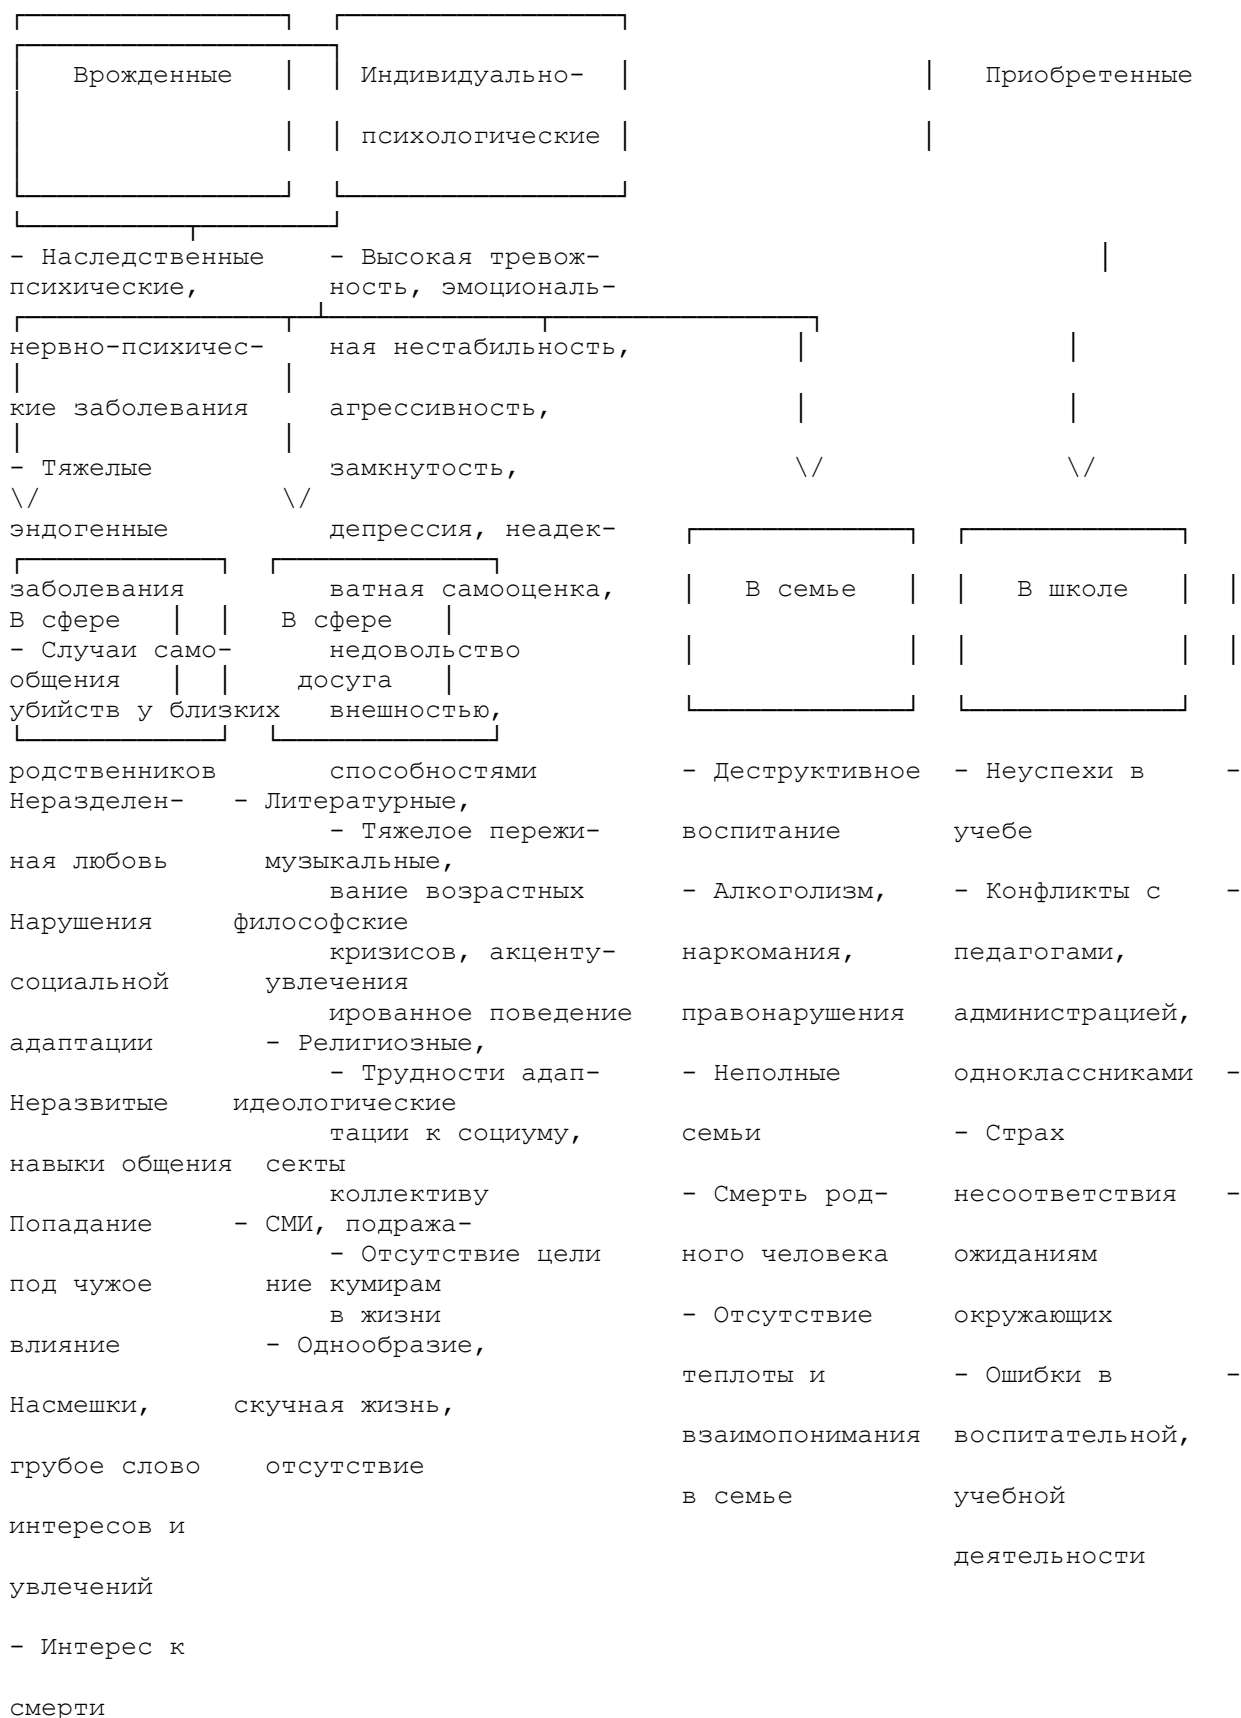 Врожденные Индивидуально- Приобретенные
психологические
- Наследственные - Высокая тревож-
психические, ность, эмоциональ-
нервно-психичес- ная нестабильность,
кие заболевания агрессивность,
- Тяжелые замкнутость, \/ \/
\/ \/
эндогенные депрессия, неадек-
заболевания ватная самооценка, В семье В школе
В сфере В сфере
- Случаи само- недовольство
общения досуга
убийств у близких внешностью,
родственников способностями - Деструктивное - Неуспехи в -
Неразделен- - Литературные,
- Тяжелое пережи- воспитание учебе
ная любовь музыкальные,
вание возрастных - Алкоголизм, - Конфликты с -
Нарушения философские
кризисов, акценту- наркомания, педагогами,
социальной увлечения
ированное поведение правонарушения администрацией,
адаптации - Религиозные,
- Трудности адап- - Неполные одноклассниками -
Неразвитые идеологические
тации к социуму, семьи - Страх
навыки общения секты
коллективу - Смерть род- несоответствия -
Попадание - СМИ, подража-
- Отсутствие цели ного человека ожиданиям
под чужое ние кумирам
в жизни - Отсутствие окружающих
влияние - Однообразие,
теплоты и - Ошибки в -
Насмешки, скучная жизнь,
взаимопонимания воспитательной,
грубое слово отсутствие
в семье учебной
интересов и
деятельности
увлечений
- Интерес к
смерти